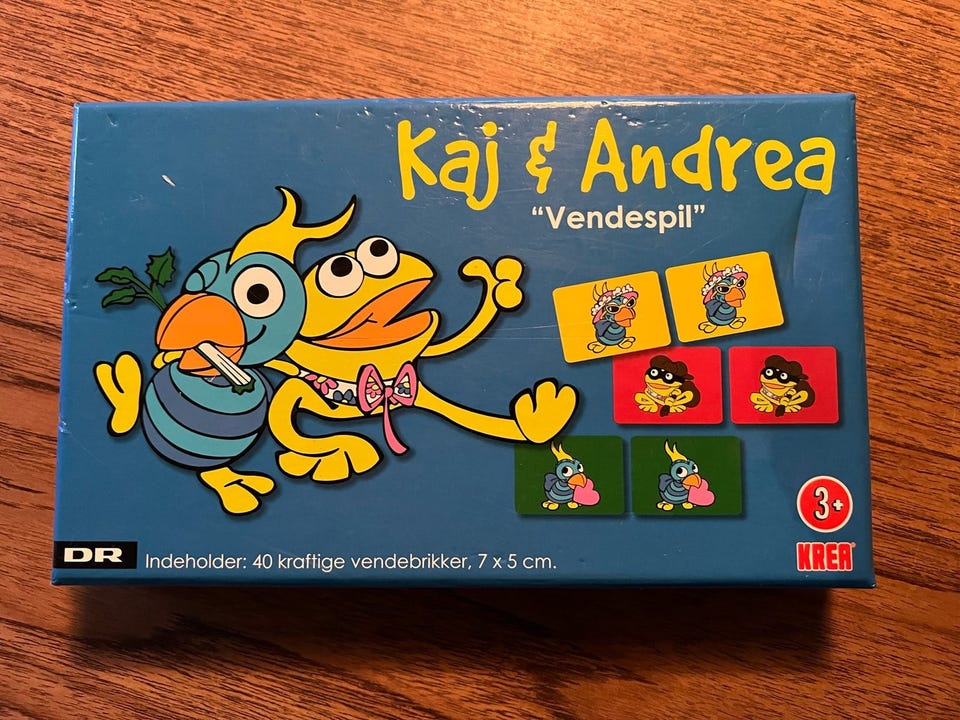 Kaj & Andrea
“Vendespil”
3+
KREA
DR
Indeholder: 40 kraftige vendebrikker, 7 x 5 cm.